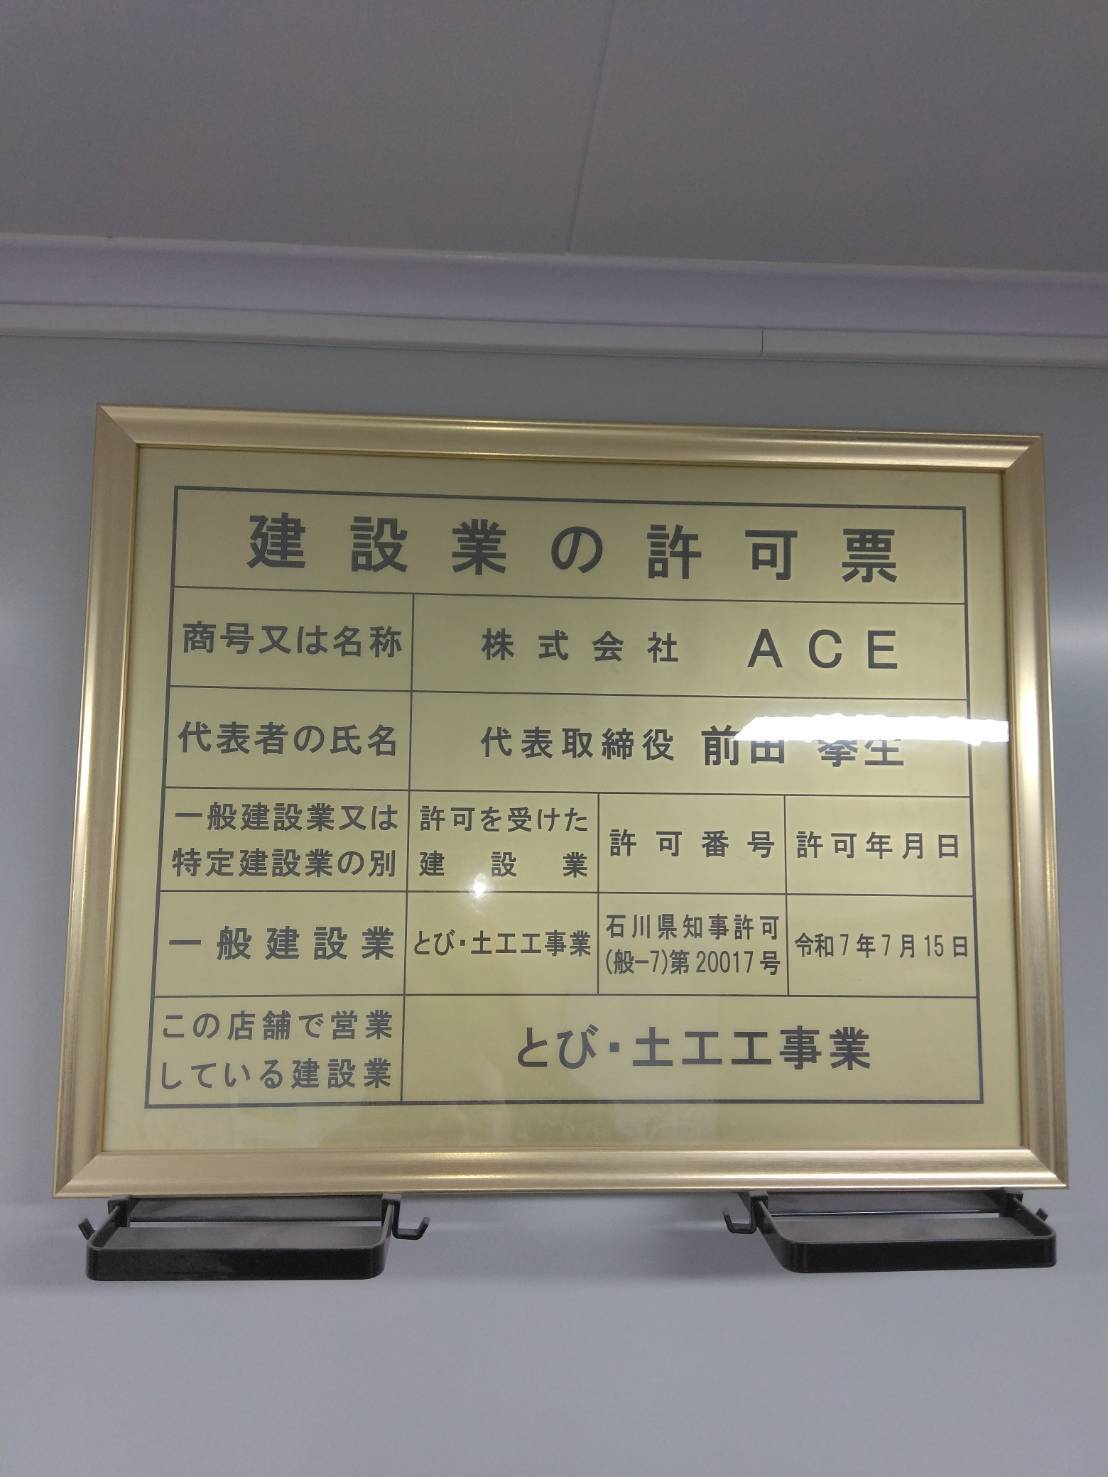 建設業の許可票
商号又は名称
株式会社 ACE
代表者の氏名
代表取締役 前田
一般建設業又は
特定建設業の別
許可を受けた
建設業
許可番号
許可年月日
一般建設業
とび・土工工事業
石川県知事許可
(般-7)第20017号
令和7年7月15日
この店舗で営業
している建設業
とび・土工工事業